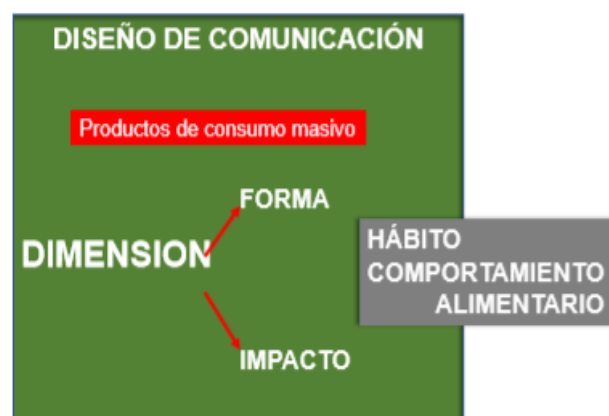 DISEÑO DE COMUNICACIÓN
Productos de consumo masivo
FORMA
DIMENSION
HÁBITO
COMPORTAMIENTO
ALIMENTARIO
IMPACTO